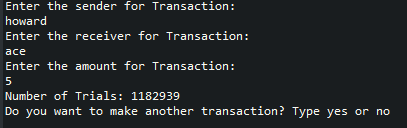 Enter the sender for Transaction:
howard
Enter the receiver for Transaction:
ace
Enter the amount for Transaction:
5
Number of Trials: 1182939
Do you want to make another transaction? Type yes or no